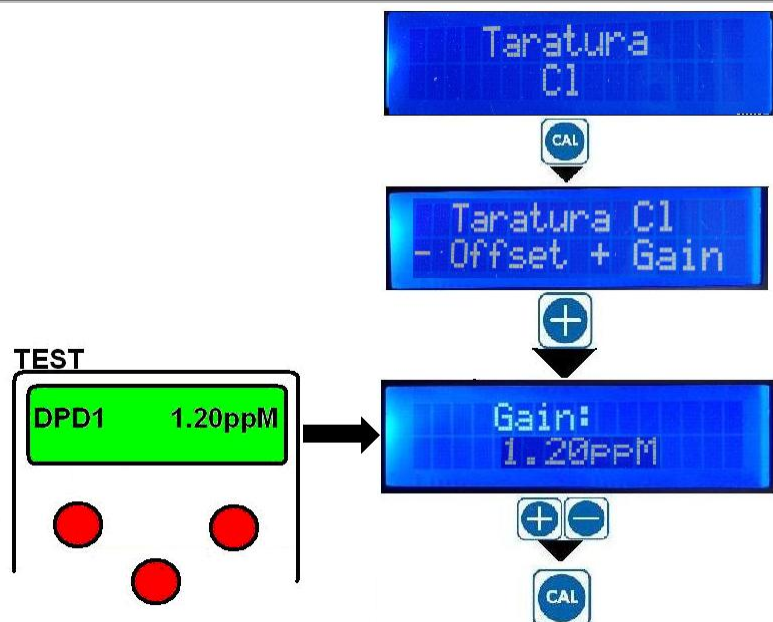 Taratura
Cl
CAL
Taratura Cl
- Offset + Gain
+
TEST
DPD1 1.20ppM
Gain:
1.20ppM
+ -
CAL